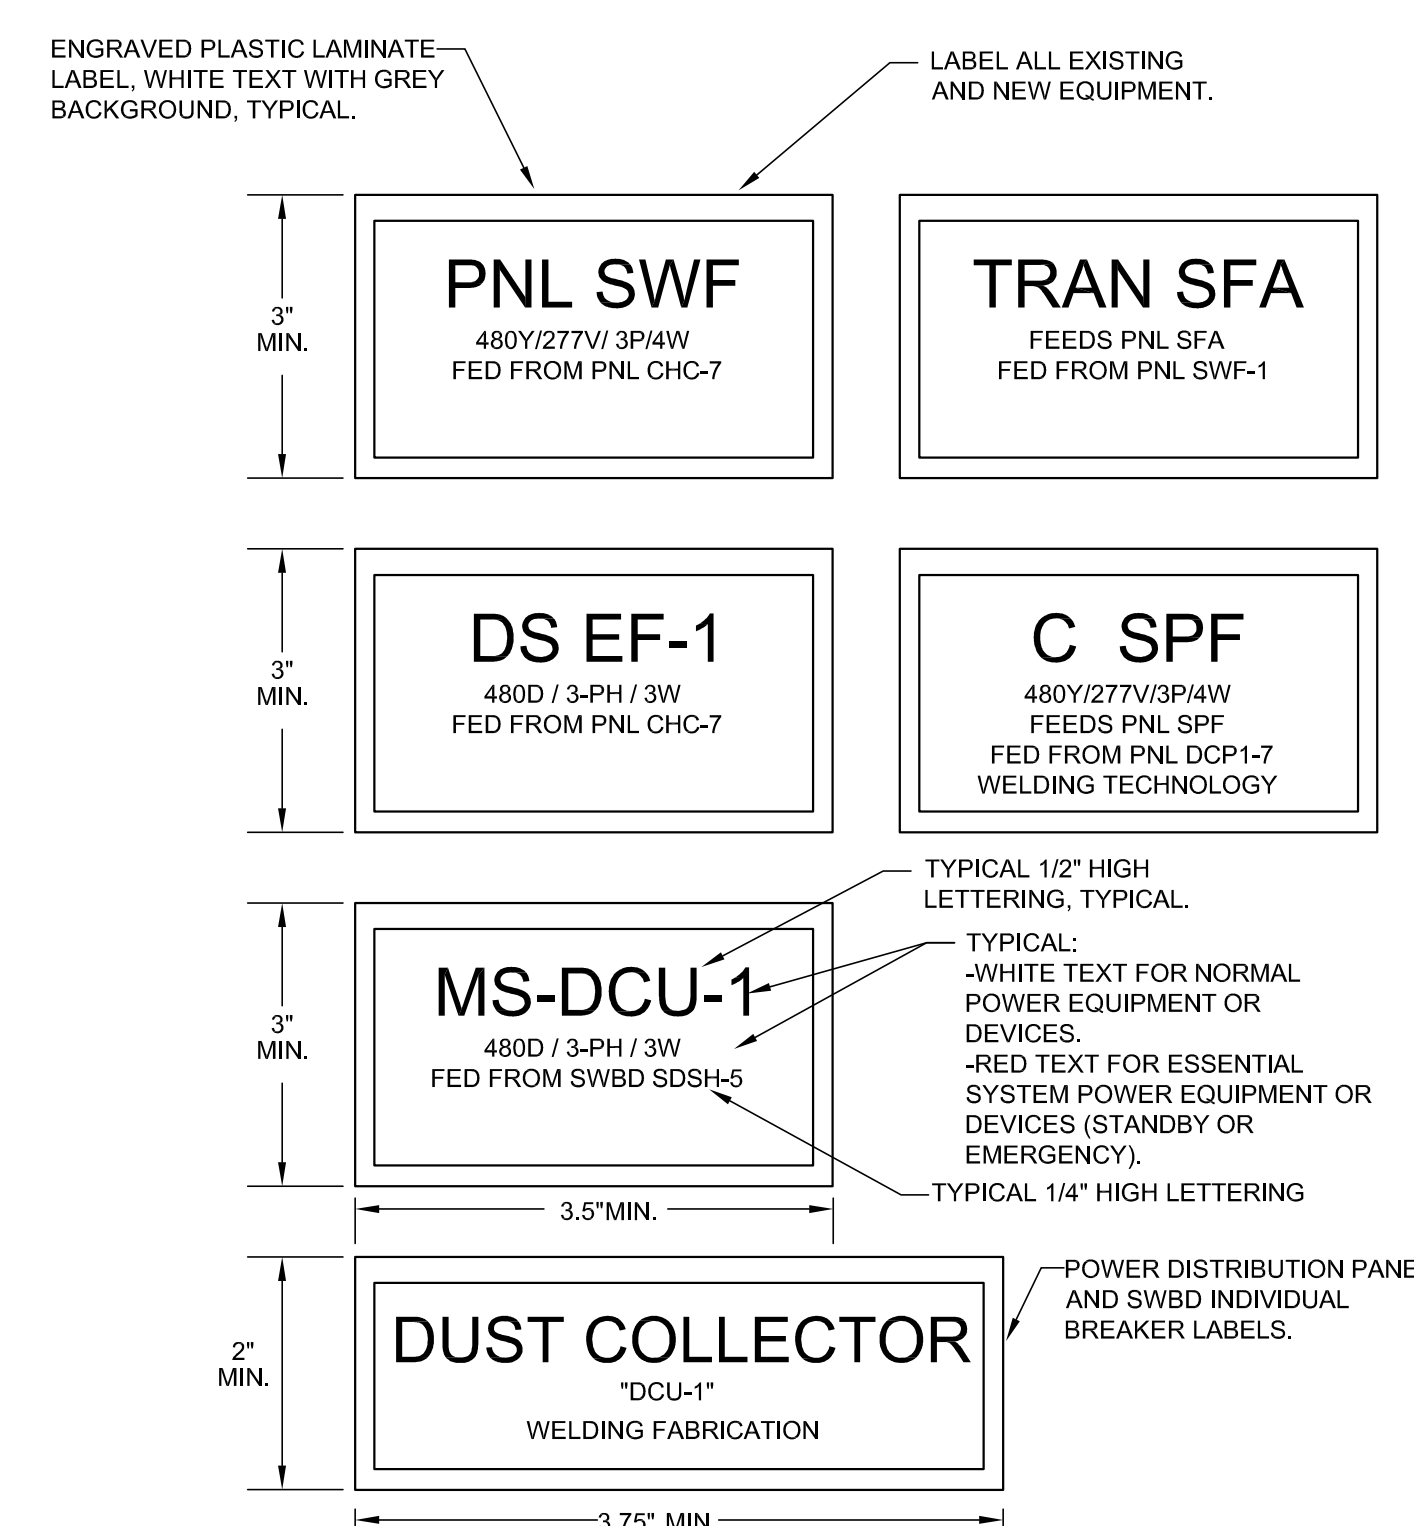 ENGRAVED PLASTIC LAMINATE
LABEL, WHITE TEXT WITH GREY
BACKGROUND, TYPICAL.
LABEL ALL EXISTING
AND NEW EQUIPMENT.
3"
MIN.
PNL SWF
480Y/277V/ 3P/4W
FED FROM PNL CHC-7
TRAN SFA
FEEDS PNL SFA
FED FROM PNL SWF-1
3"
MIN.
DS EF-1
480D / 3-PH / 3W
FED FROM PNL CHC-7
C SPF
480Y/277V/3P/4W
FEEDS PNL SPF
FED FROM PNL DCP1-7
WELDING TECHNOLOGY
3"
MIN.
MS-DCU-1
480D / 3-PH / 3W
FED FROM SWBD SDSH-5
3.5"MIN.
TYPICAL 1/2" HIGH
LETTERING, TYPICAL.
TYPICAL:
-WHITE TEXT FOR NORMAL
POWER EQUIPMENT OR
DEVICES.
-RED TEXT FOR ESSENTIAL
SYSTEM POWER EQUIPMENT OR
DEVICES (STANDBY OR
EMERGENCY).
TYPICAL 1/4" HIGH LETTERING
2"
MIN.
DUST COLLECTOR
"DCU-1"
WELDING FABRICATION
POWER DISTRIBUTION PANE
AND SWBD INDIVIDUAL
BREAKER LABELS.
3.75" MIN